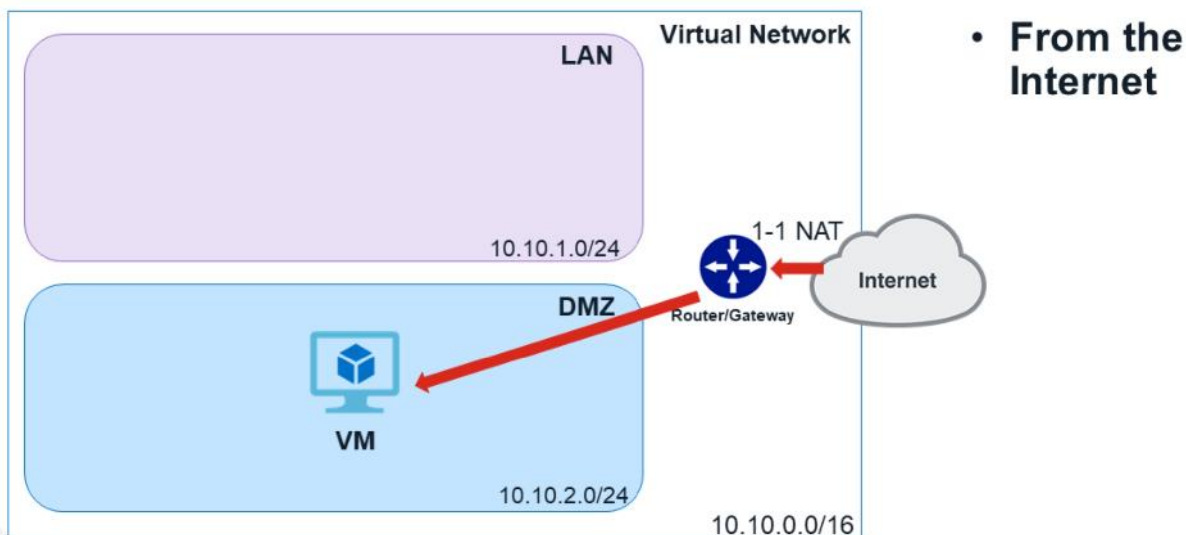 Virtual Network
• From the
Internet
LAN
10.10.1.0/24
1-1 NAT
Internet
Router/Gateway
DMZ
VM
10.10.2.0/24
10.10.0.0/16